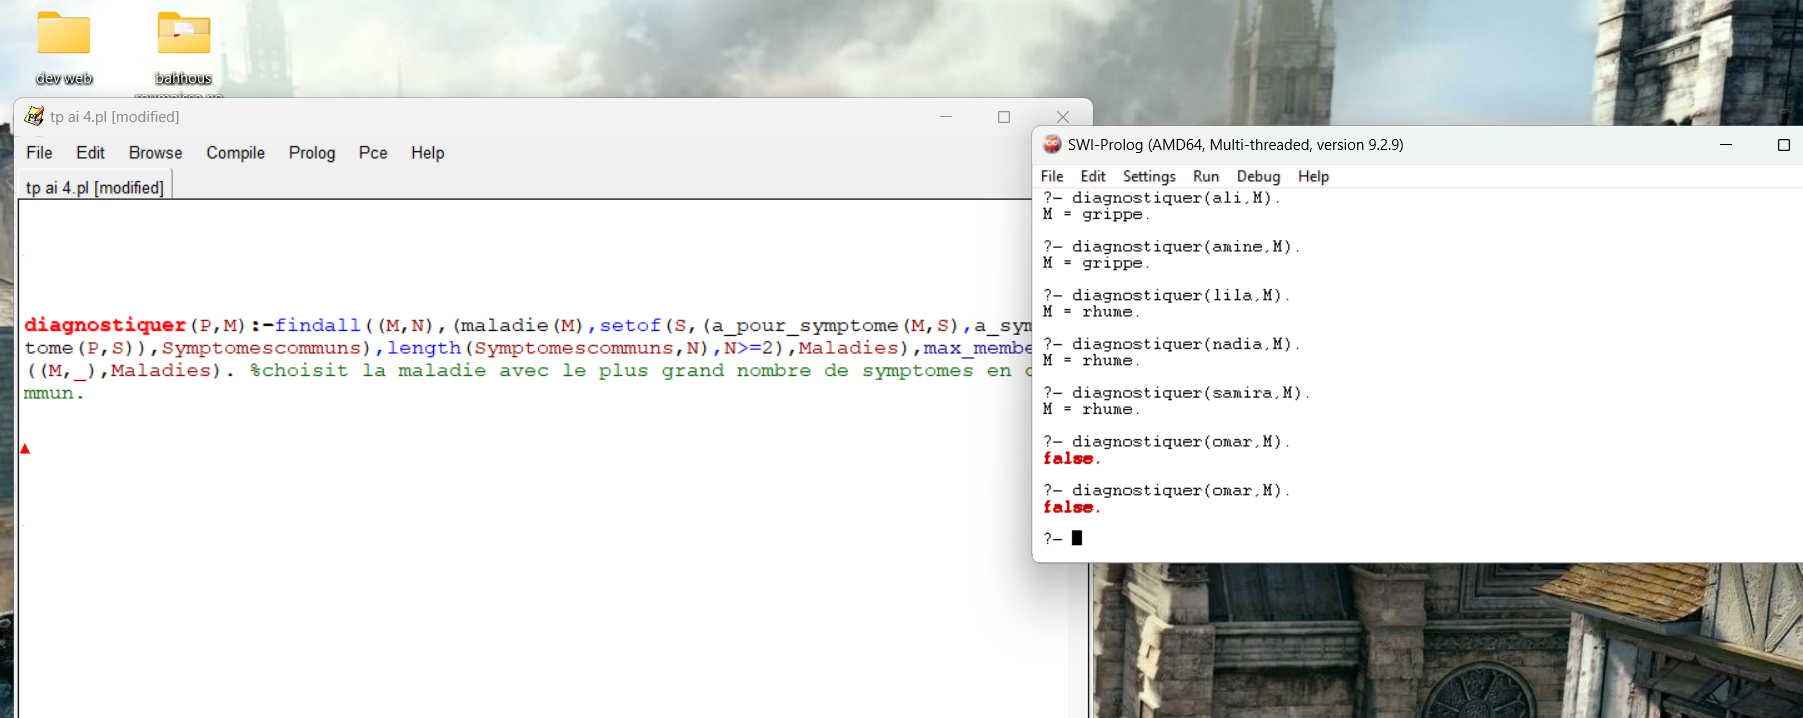 dev web
bahhous
tp ai 4.pl [modified]
File Edit Browse Compile Prolog Pce Help
tp ai 4.pl [modified]
diagnostiquer(P,M):-findall((M,N),(maladie(M),setof(S,(a_pour_symptome(M,S),a_sym
tome(P,S)),Symptomescommuns),length(Symptomescommuns,N),N>=2),Maladies),max_membe
((M,_),Maladies). %choisit la maladie avec le plus grand nombre de symptomes en c
mmun.
SWI-Prolog (AMD64, Multi-threaded, version 9.2.9)
File Edit Settings Run Debug Help
?- diagnostiquer(ali,M).
M = grippe.
?- diagnostiquer(amine,M).
M = grippe.
?- diagnostiquer(lila,M).
M = rhume.
?- diagnostiquer(nadia,M).
M = rhume.
?- diagnostiquer(samira,M).
M = rhume.
?- diagnostiquer(omar,M).
false.
?- diagnostiquer(omar,M).
false.
?-